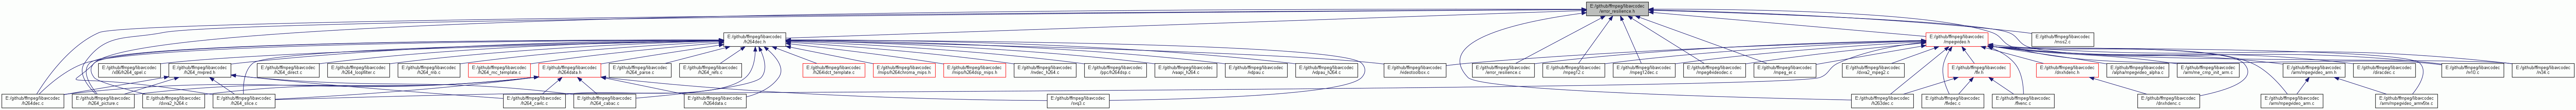 E:/github/ffmpeg/libavcodec
/error_resilience.h
E:/github/ffmpeg/libavcodec
/h264dec.h
E:/github/ffmpeg/libavcodec
/mpegvideo.h
E:/github/ffmpeg/libavcodec
/mss2.c
E:/github/ffmpeg/libavcodec
/x86/h264_qpel.c
E:/github/ffmpeg/libavcodec
/h264_mvpred.h
E:/github/ffmpeg/libavcodec
/h264_direct.c
E:/github/ffmpeg/libavcodec
/h264_loopfilter.c
E:/github/ffmpeg/libavcodec
/h264_mb.c
E:/github/ffmpeg/libavcodec
/h264_mc_template.c
E:/github/ffmpeg/libavcodec
/h264data.h
E:/github/ffmpeg/libavcodec
/h264_parse.c
E:/github/ffmpeg/libavcodec
/h264_refs.c
E:/github/ffmpeg/libavcodec
/h264idct_template.c
E:/github/ffmpeg/libavcodec
/mips/h264chroma_mips.h
E:/github/ffmpeg/libavcodec
/mips/h264dsp_mips.h
E:/github/ffmpeg/libavcodec
/nvdec_h264.c
E:/github/ffmpeg/libavcodec
/ppc/h264dsp.c
E:/github/ffmpeg/libavcodec
/vaapi_h264.c
E:/github/ffmpeg/libavcodec
/vdpau.c
E:/github/ffmpeg/libavcodec
/vdpau_h264.c
E:/github/ffmpeg/libavcodec
/videotoolbox.c
E:/github/ffmpeg/libavcodec
/error_resilience.c
E:/github/ffmpeg/libavcodec
/mpeg12.c
E:/github/ffmpeg/libavcodec
/mpeg12dec.c
E:/github/ffmpeg/libavcodec
/mpeg4videodec.c
E:/github/ffmpeg/libavcodec
/mpeg_er.c
E:/github/ffmpeg/libavcodec
/dxva2_mpeg2.c
E:/github/ffmpeg/libavcodec
/flv.h
E:/github/ffmpeg/libavcodec
/dnxhdenc.h
E:/github/ffmpeg/libavcodec
/alpha/mpegvideo_alpha.c
E:/github/ffmpeg/libavcodec
/arm/me_cmp_init_arm.c
E:/github/ffmpeg/libavcodec
/arm/mpegvideo_arm.h
E:/github/ffmpeg/libavcodec
/diracdec.c
E:/github/ffmpeg/libavcodec
/rv10.c
E:/github/ffmpeg/libavcodec
/rv34.c
E:/github/ffmpeg/libavcodec
/h264dec.c
E:/github/ffmpeg/libavcodec
/h264_picture.c
E:/github/ffmpeg/libavcodec
/dxva2_h264.c
E:/github/ffmpeg/libavcodec
/h264_slice.c
E:/github/ffmpeg/libavcodec
/h264_cavlc.c
E:/github/ffmpeg/libavcodec
/h264_cabac.c
E:/github/ffmpeg/libavcodec
/h264data.c
E:/github/ffmpeg/libavcodec
/svq3.c
E:/github/ffmpeg/libavcodec
/h263dec.c
E:/github/ffmpeg/libavcodec
/flvdec.c
E:/github/ffmpeg/libavcodec
/flvenc.c
E:/github/ffmpeg/libavcodec
/dnxhdenc.c
E:/github/ffmpeg/libavcodec
/arm/mpegvideo_arm.c
E:/github/ffmpeg/libavcodec
/arm/mpegvideo_armv5te.c